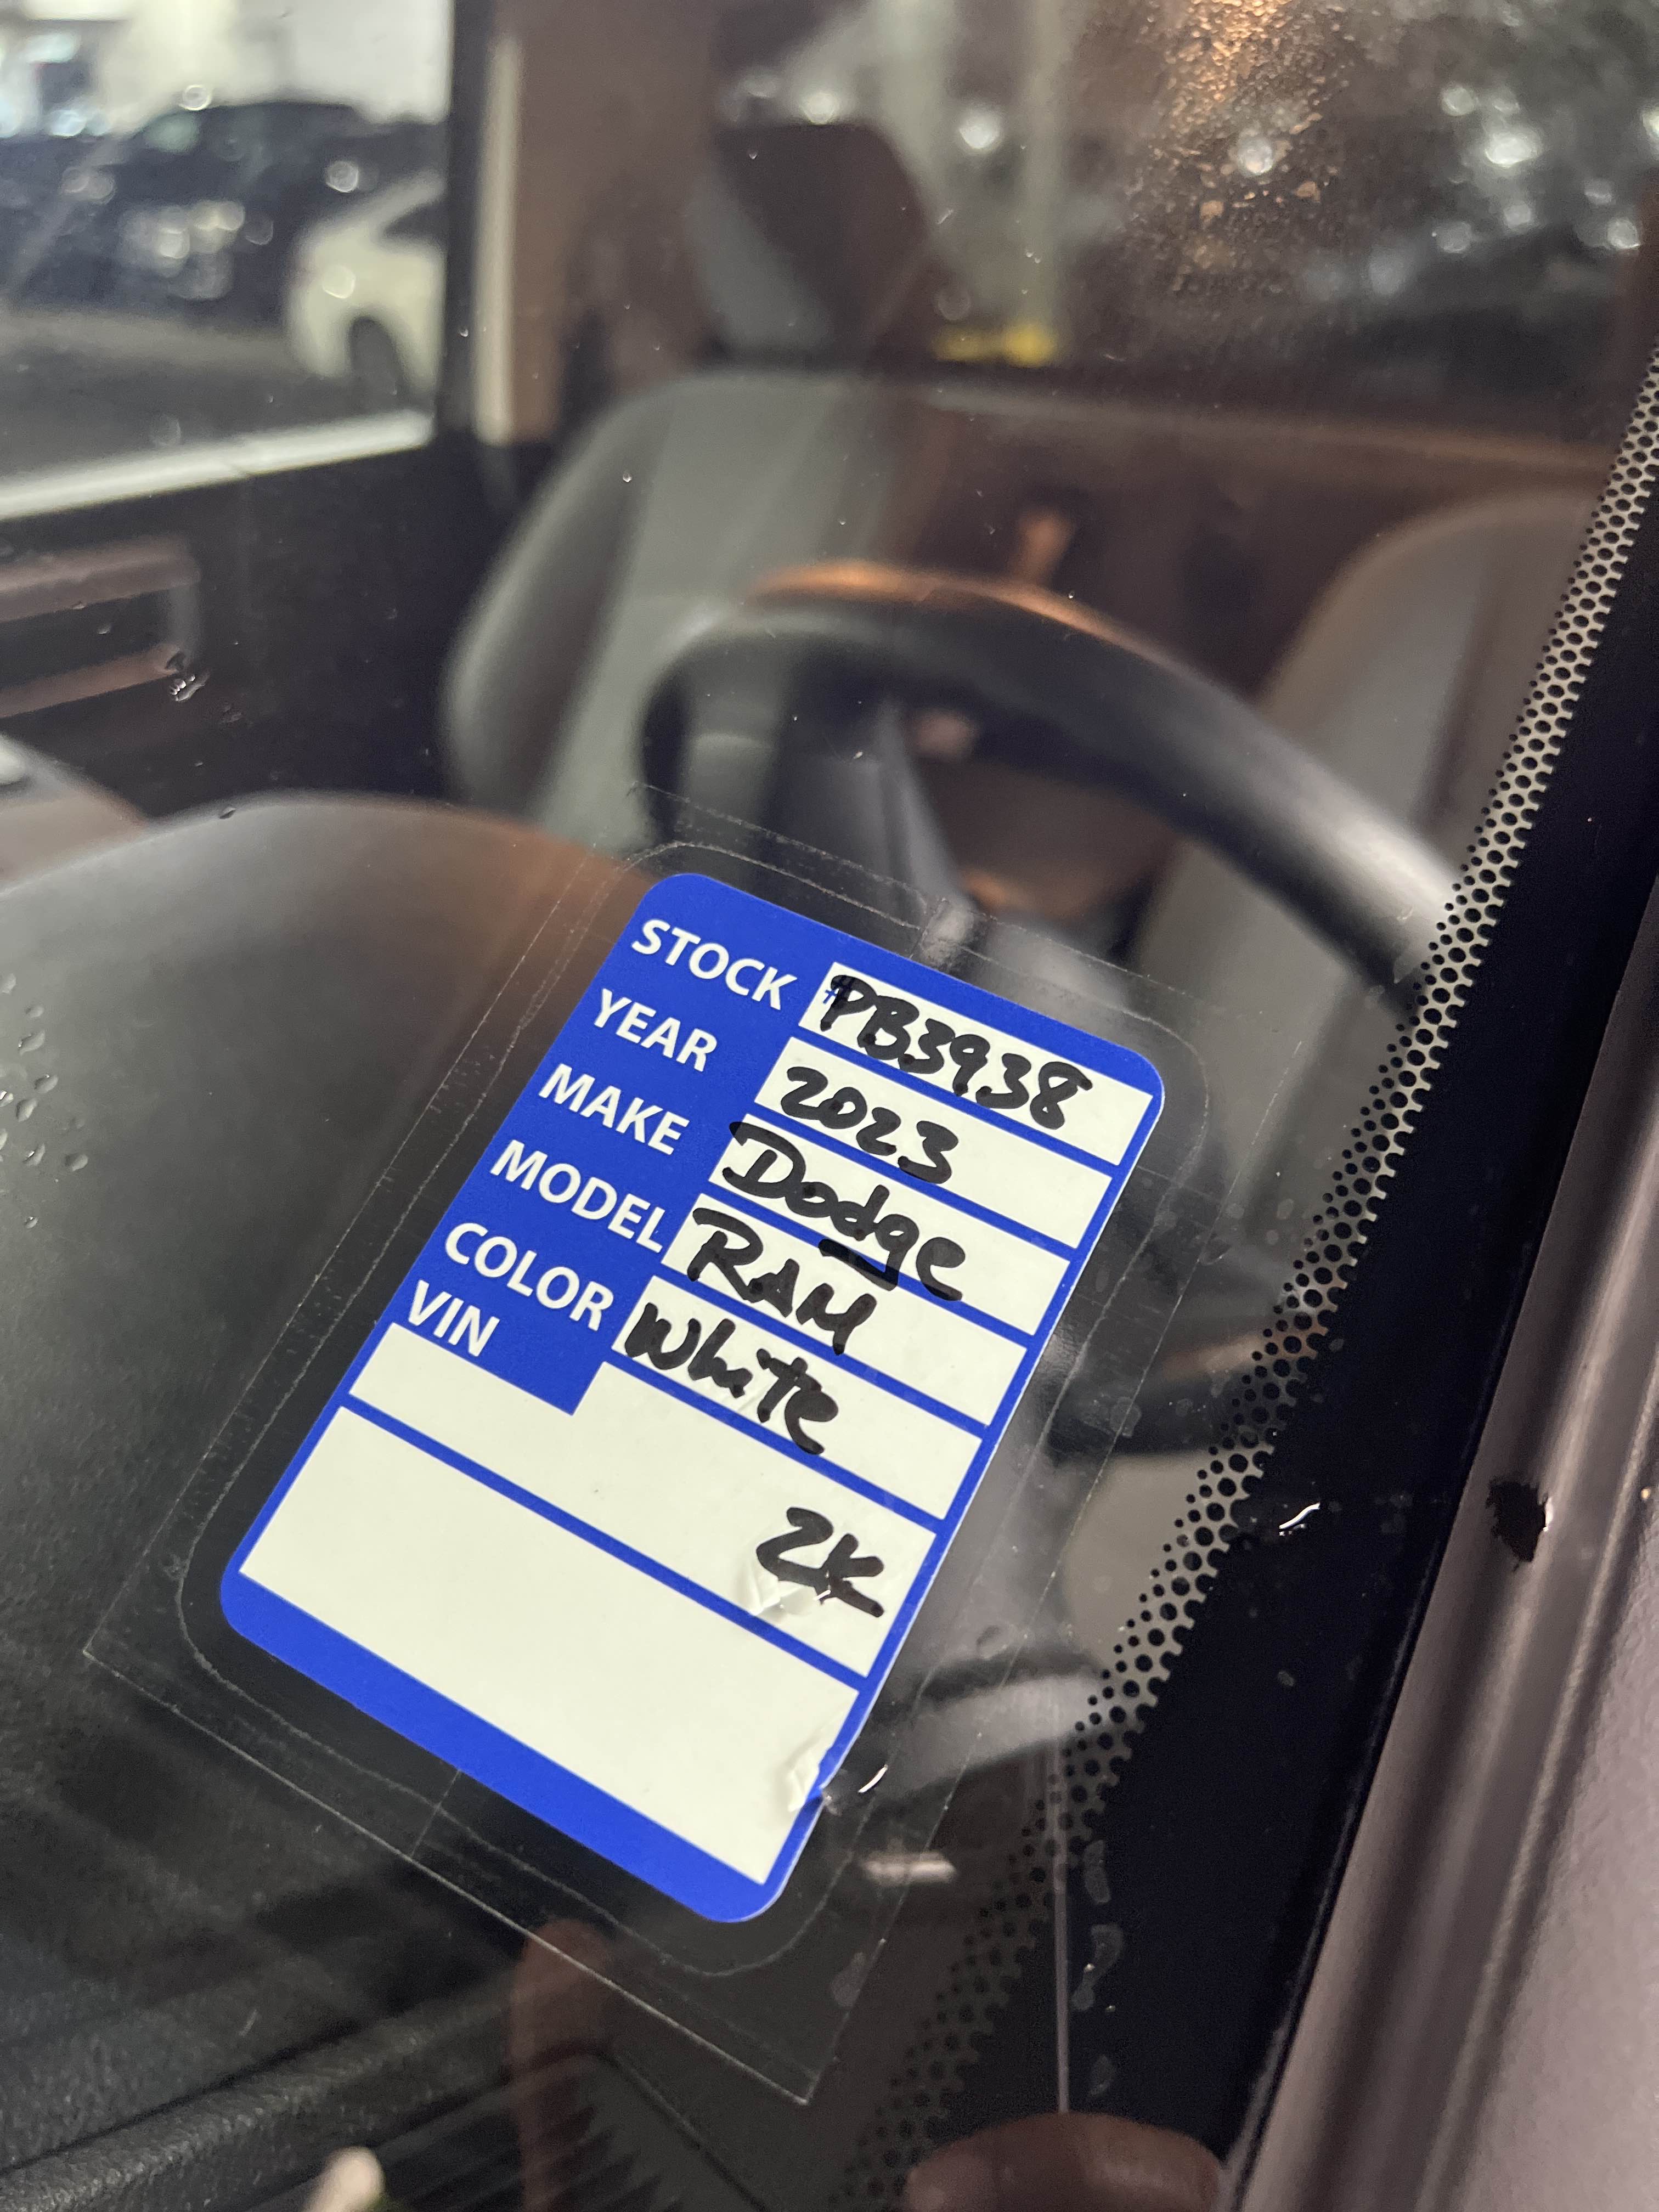 STOCK #PB3938
YEAR 2023
MAKE Dodge
MODEL RAM
COLOR White
VIN
2K